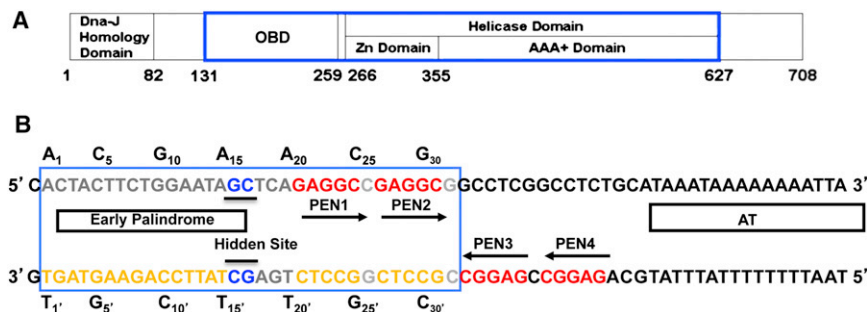 A
Dna-J
Homology
Domain
OBD
Helicase Domain
Zn Domain
AAA+ Domain
1 82 131 259 266 355 627 708
B
A1 C5 G10 A15 A20 C25 G30
5' CACTACTTCTGGAATAGCTCAGAGGCCGAGGCGGCCTCGGCCTCTGCATAAATAAAAAAAATTA 3'
PEN1 PEN2
Early Palindrome
AT
Hidden Site
PEN3 PEN4
3' GTGATGAAGACCTTATCGAGTCTCCGGCTCCGCCGGAGCCGGAGACGTATTTATTTTTTTTAAT 5'
T1' G5' C10' T15' T20' G25' C30'